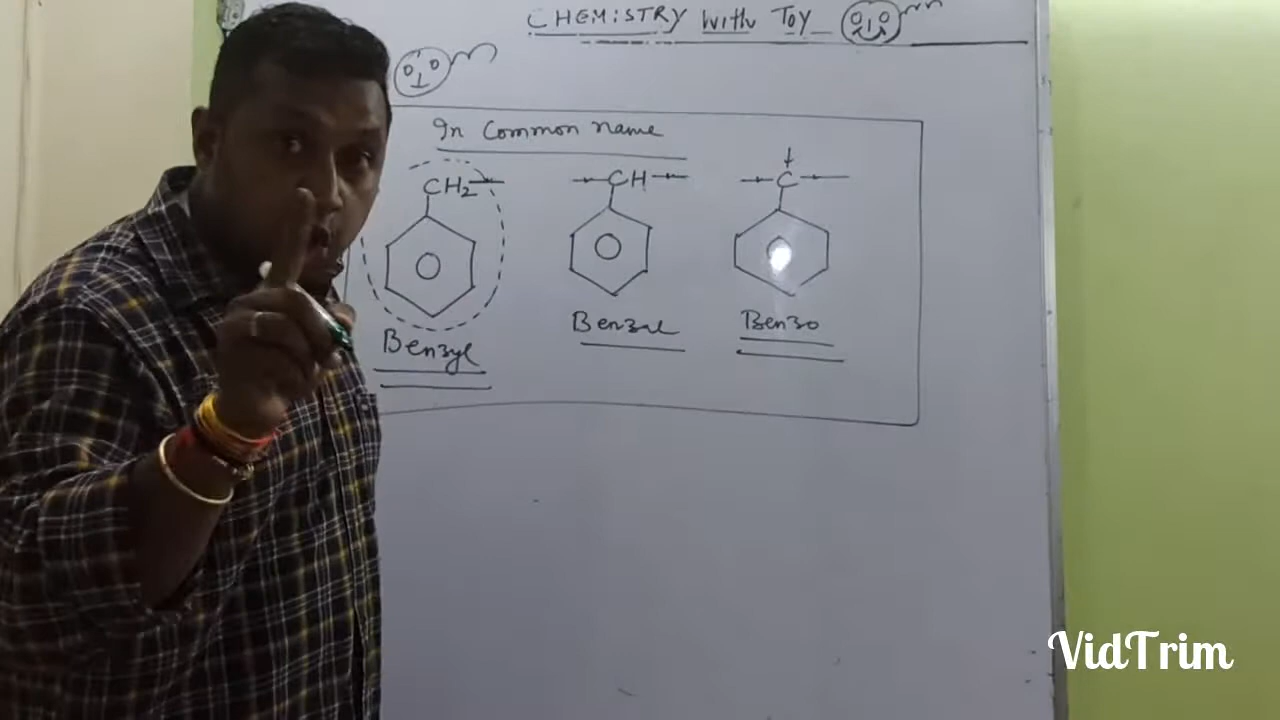 CHEMISTRY with TOY
In Common name
CH2 CH C
Benzyl Benzal Benzo
VidTrim